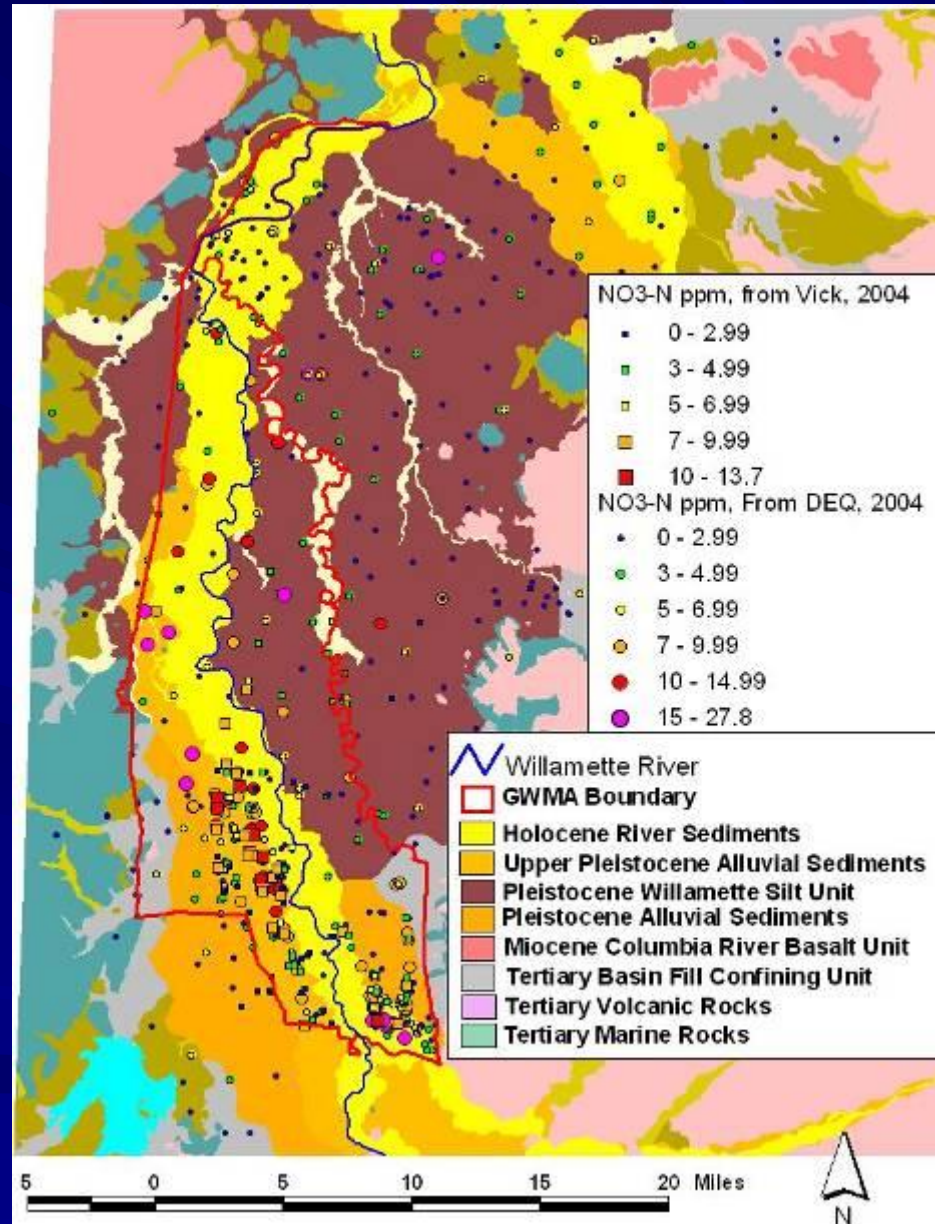 NO3-N ppm, from Vick, 2004
0 - 2.99
3 - 4.99
5 - 6.99
7 - 9.99
10 - 13.7
NO3-N ppm, From DEQ, 2004
0 - 2.99
3 - 4.99
5 - 6.99
7 - 9.99
10 - 14.99
15 - 27.8
Willamette River
GWMA Boundary
Holocene River Sediments
Upper Pleistocene Alluvial Sediments
Pleistocene Willamette Silt Unit
Pleistocene Alluvial Sediments
Miocene Columbia River Basalt Unit
Tertiary Basin Fill Confining Unit
Tertiary Volcanic Rocks
Tertiary Marine Rocks
5 0 5 10 15 20 Miles
N